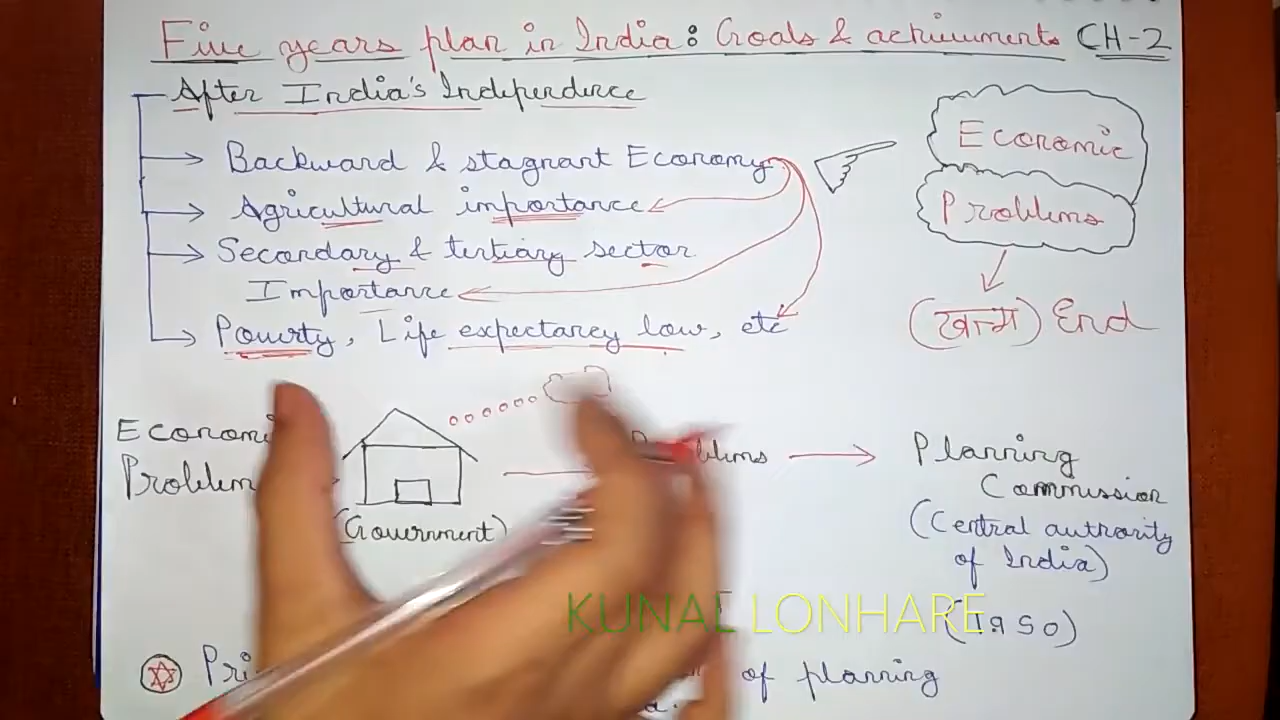 Five years plan in India: Goals & achivements CH-2
After India's Independence
Backward & stagnant Economy
Agricultural importance
Secondary & tertiary sector
Importance
Poverty, Life expectancy low, etc
Economic
Problems
(खत्म) End
Problems
Planning
Commission
(Central authority
of India)
(1950)
(Government)
KUNAL LONHARE
of planning